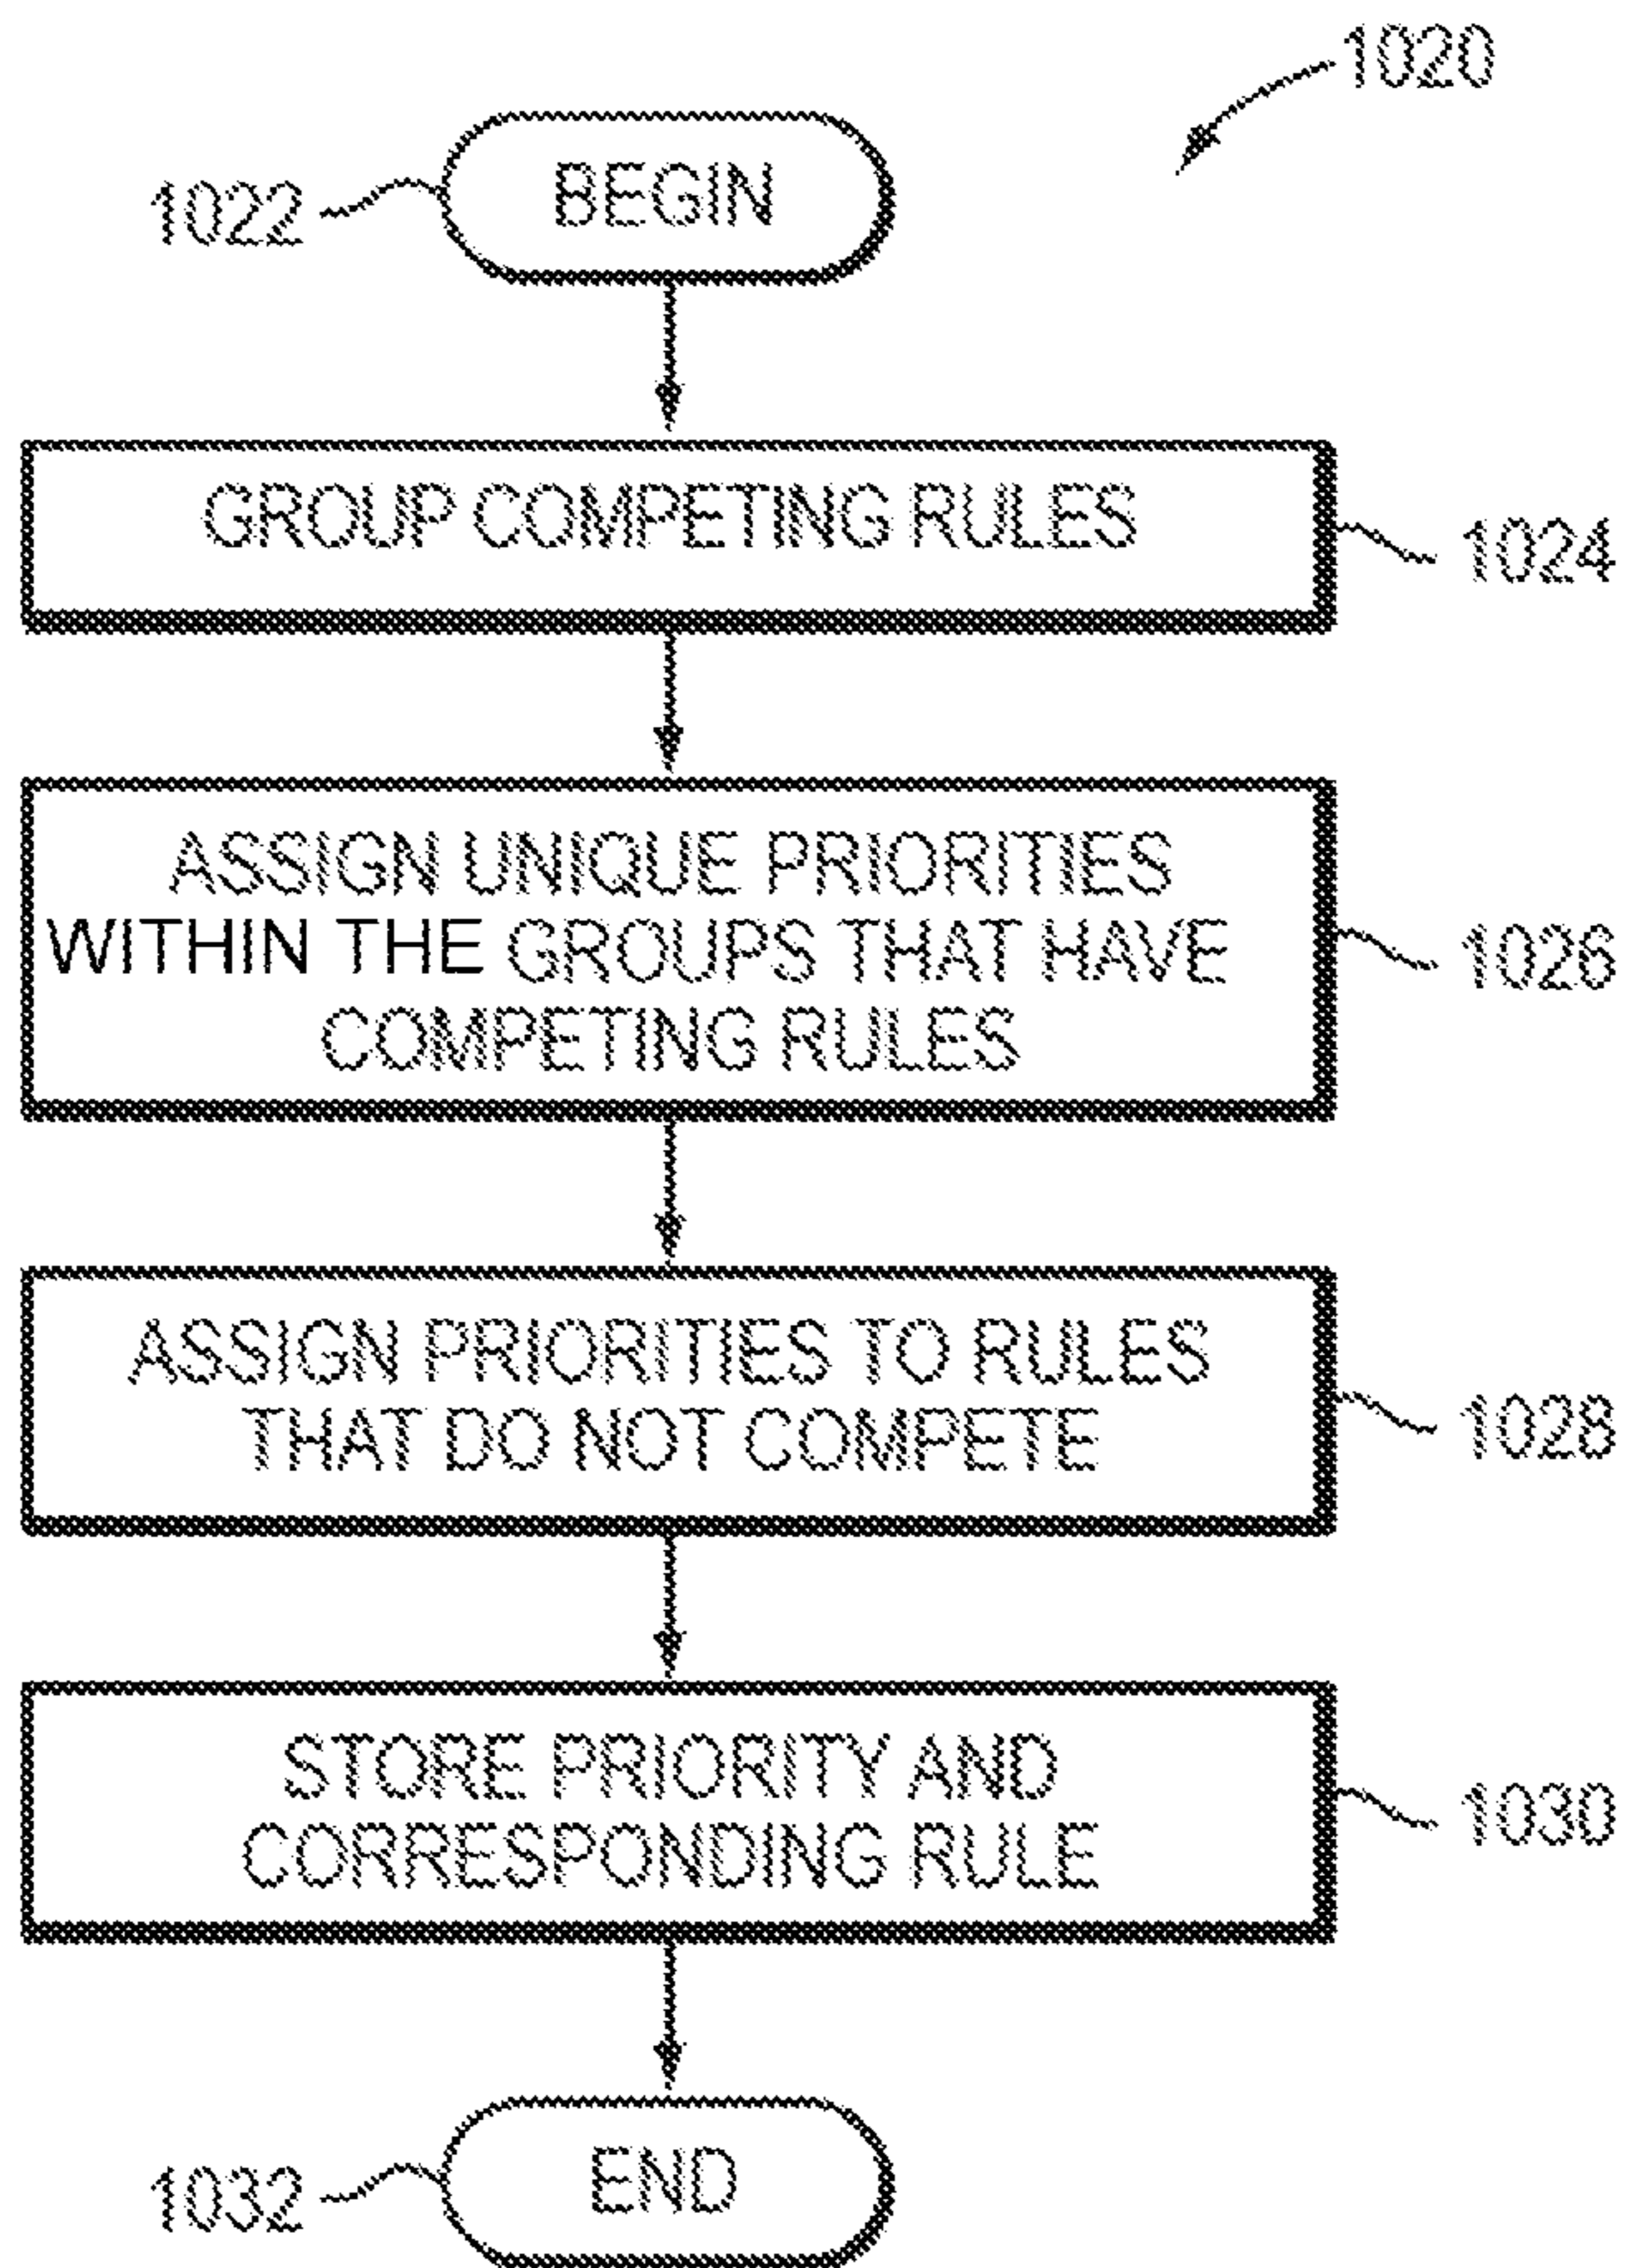 1020
BEGIN
1022
GROUP COMPETING RULES
1024
ASSIGN UNIQUE PRIORITIES
WITHIN THE GROUPS THAT HAVE
COMPETING RULES
1026
ASSIGN PRIORITIES TO RULES
THAT DO NOT COMPETE
1028
STORE PRIORITY AND
CORRESPONDING RULE
1030
END
1032